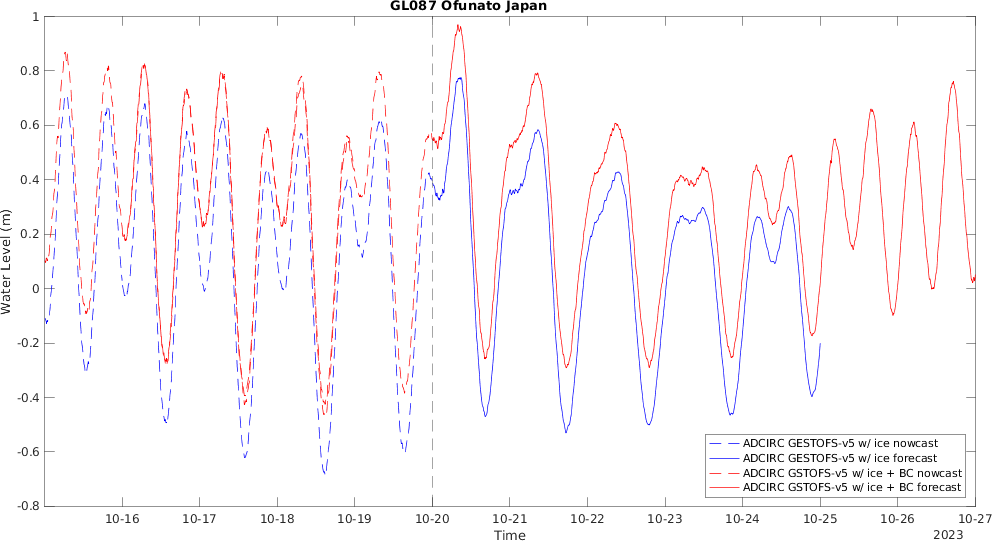 GL087 Ofunato Japan
Water Level (m)
1
0.8
0.6
0.4
0.2
0
-0.2
-0.4
-0.6
-0.8
10-16 10-17 10-18 10-19 10-20 10-21 10-22 10-23 10-24 10-25 10-26 10-27
Time
2023
ADCIRC GESTOFS-v5 w/ ice nowcast
ADCIRC GESTOFS-v5 w/ ice forecast
ADCIRC GSTOFS-v5 w/ ice + BC nowcast
ADCIRC GSTOFS-v5 w/ ice + BC forecast